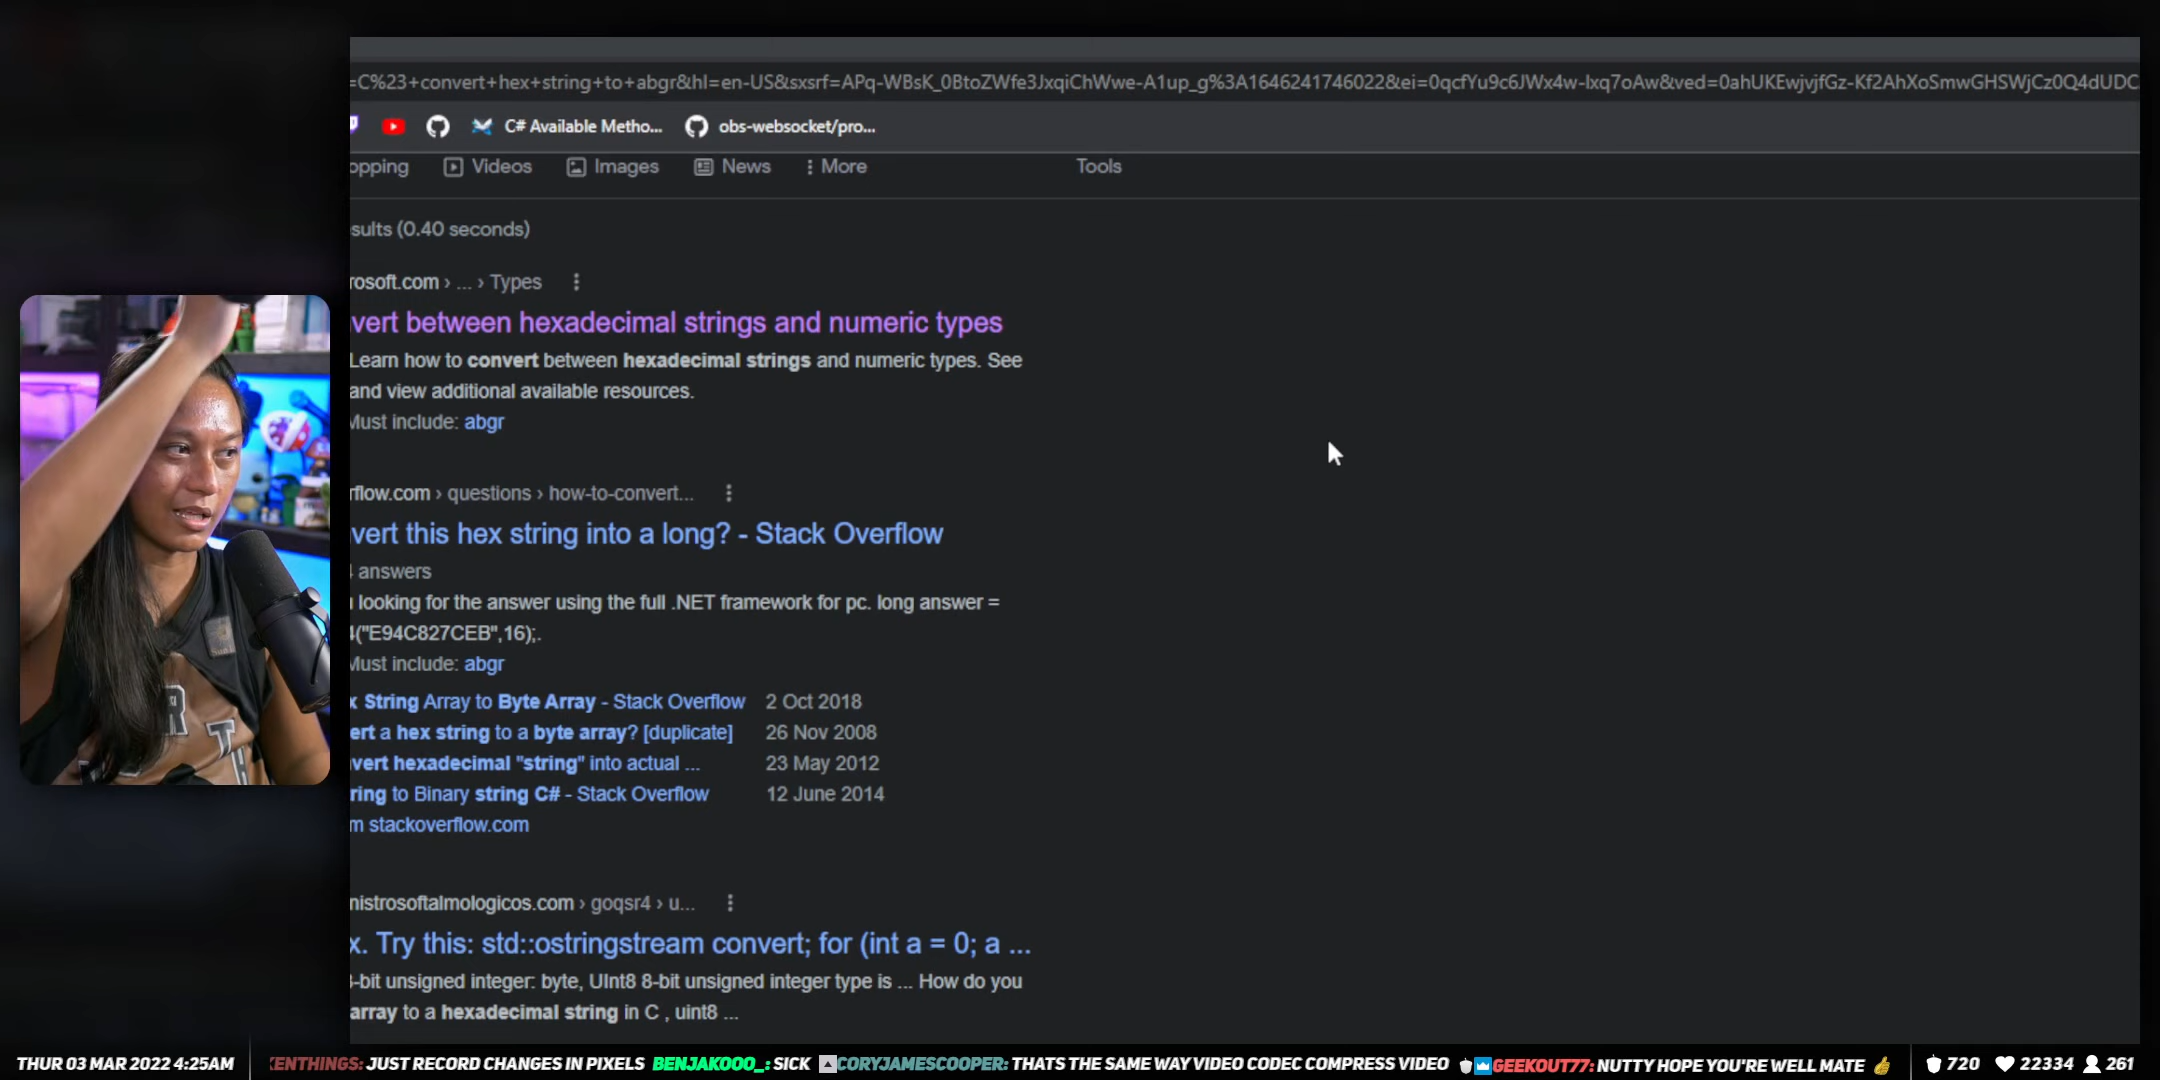 =C%23+convert+hex+string+to+abgr&hl=en-US&sxsrf=APq-WBsK_0BtoZWfe3JxqiChWwe-A1up_g%3A1646241746022&ei=0qcfYu9c6JWx4w-lxq7oAw&ved=0ahUKEwjvjfGz-Kf2AhXoSmwGHSWjCz0Q4dUDC
C# Available Metho... obs-websocket/pro...
opping Videos Images News More Tools
sults (0.40 seconds)
rosoft.com › ... › Types
vert between hexadecimal strings and numeric types
Learn how to convert between hexadecimal strings and numeric types. See
and view additional available resources.
Must include: abgr
flow.com › questions › how-to-convert...
vert this hex string into a long? - Stack Overflow
answers
looking for the answer using the full .NET framework for pc. long answer =
4("E94C827CEB",16);.
Must include: abgr
x String Array to Byte Array - Stack Overflow 2 Oct 2018
ert a hex string to a byte array? [duplicate] 26 Nov 2008
vert hexadecimal "string" into actual ... 23 May 2012
ring to Binary string C# - Stack Overflow 12 June 2014
m stackoverflow.com
nistrosoftalmologicos.com › goqsr4 › u...
x. Try this: std::ostringstream convert; for (int a = 0; a ...
8-bit unsigned integer: byte, UInt8 8-bit unsigned integer type is ... How do you
array to a hexadecimal string in C , uint8 ...
THUR 03 MAR 2022 4:25AM KENTHINGS: JUST RECORD CHANGES IN PIXELS BENJAKOOO_: SICK CORYJAMESCOOPER: THATS THE SAME WAY VIDEO CODEC COMPRESS VIDEO GEEKOUT77: NUTTY HOPE YOU'RE WELL MATE 👍 720 22334 261